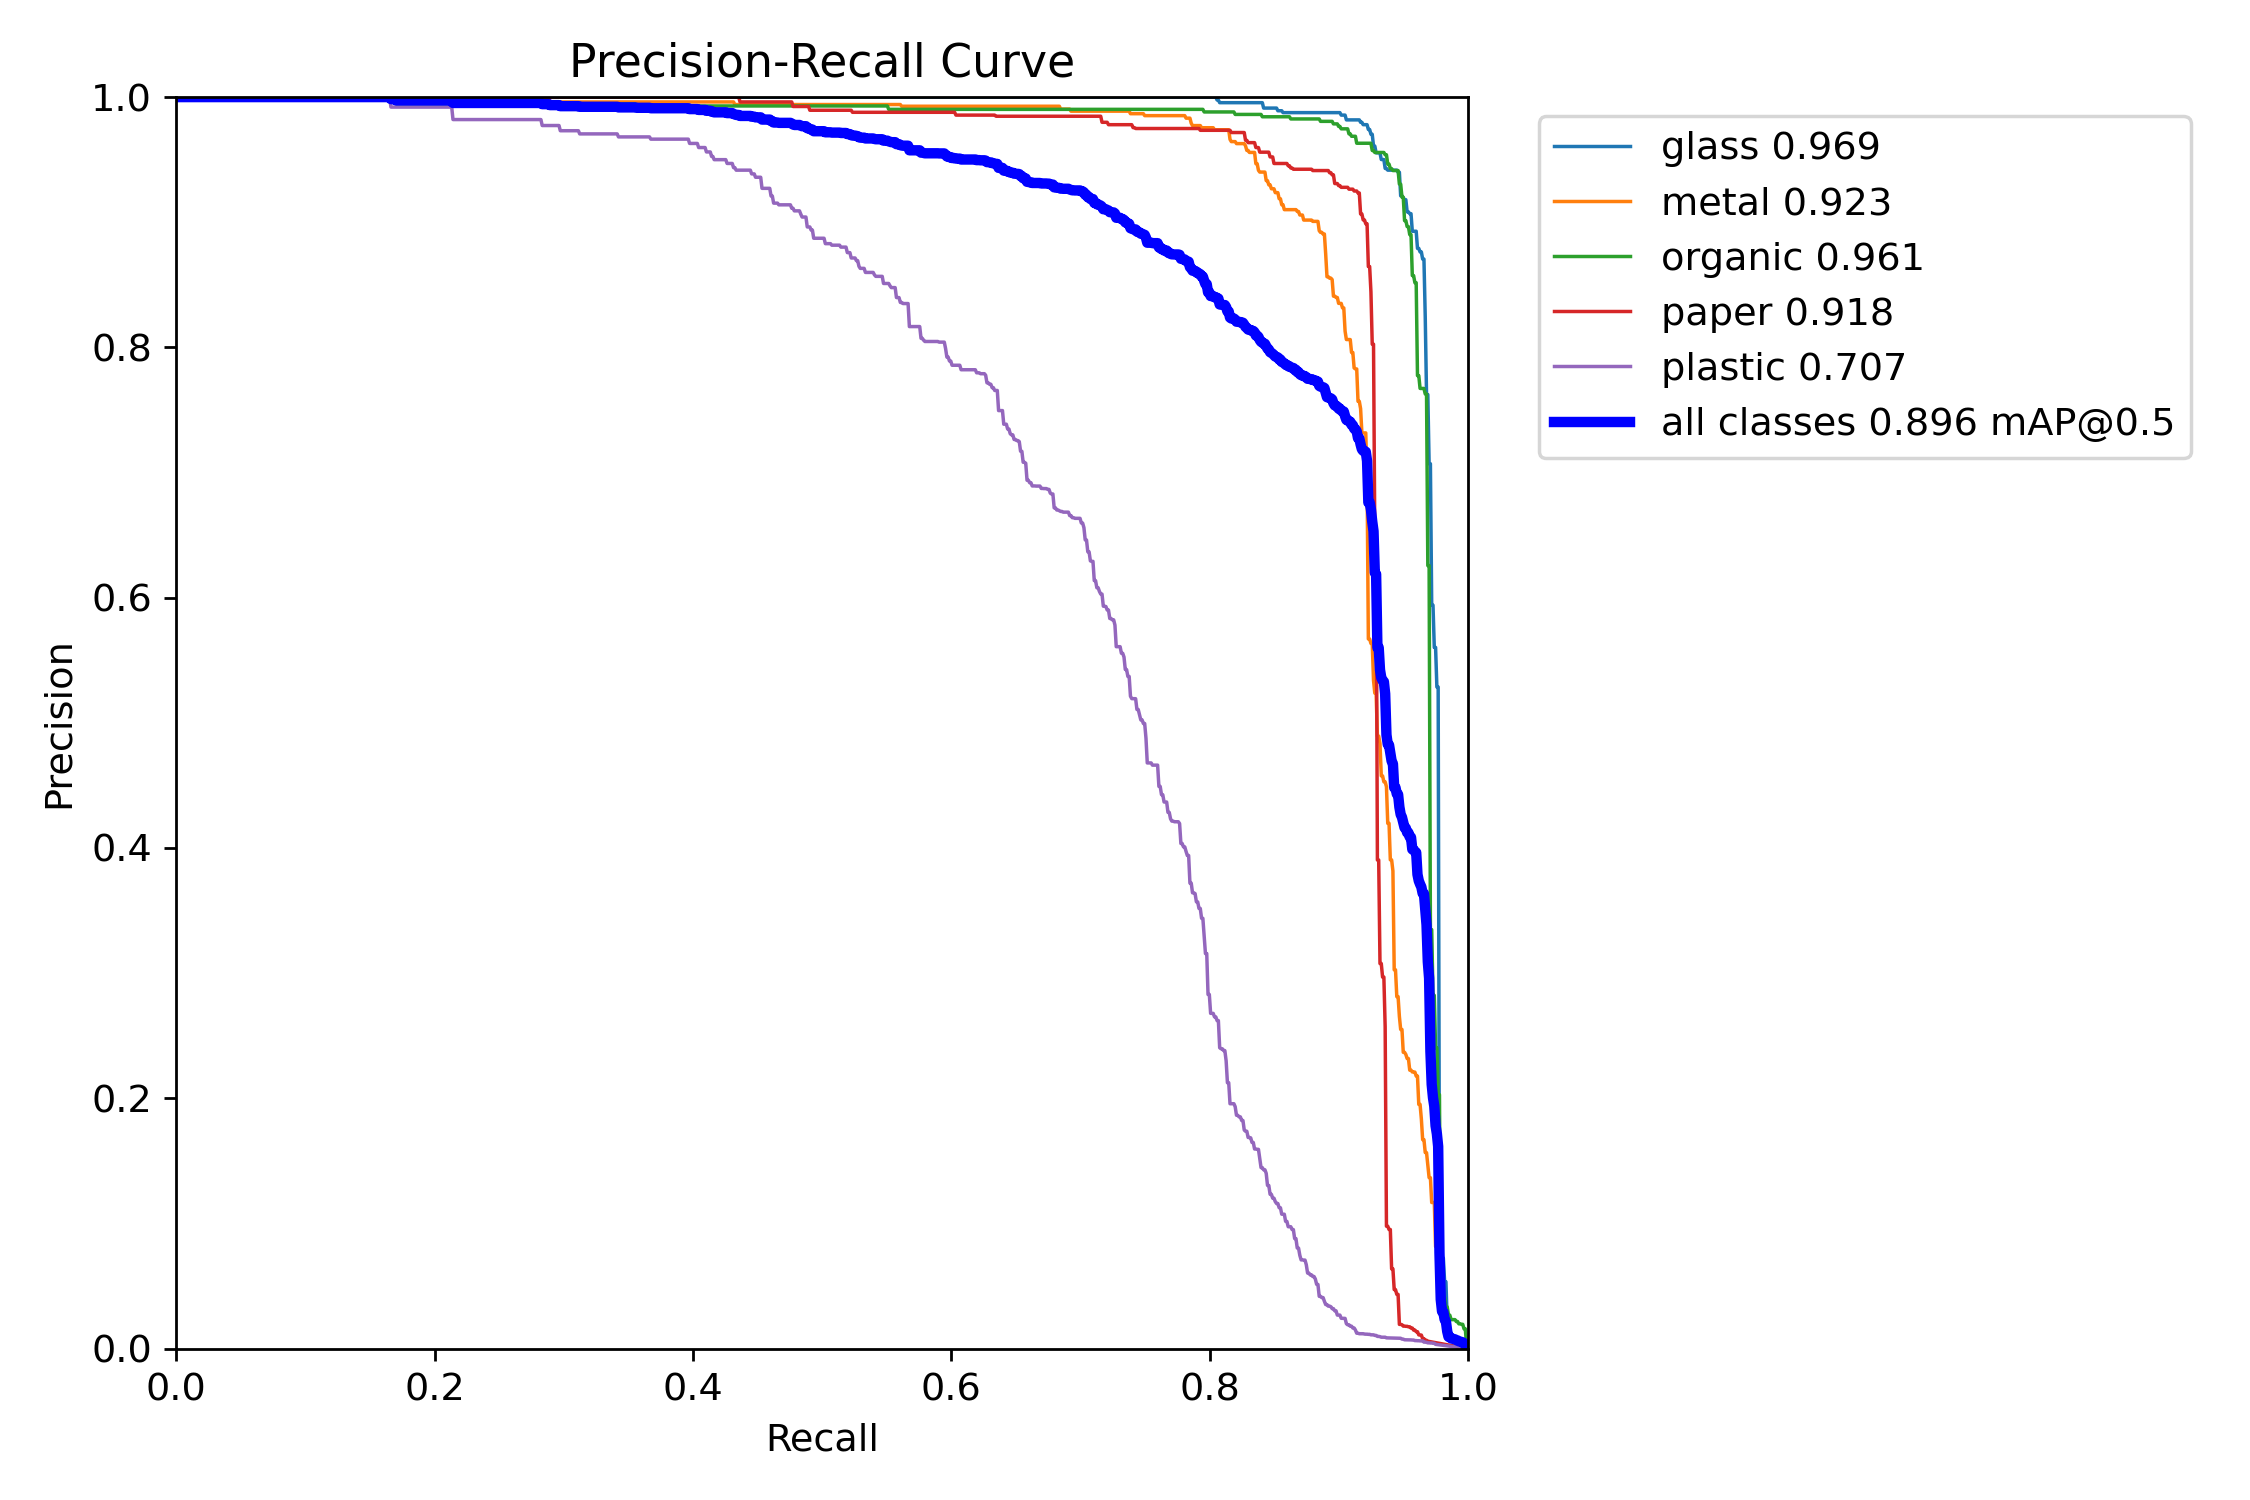 Precision-Recall Curve
1.0
0.8
0.6
0.4
0.2
0.0
Precision
0.0 0.2 0.4 0.6 0.8 1.0
Recall
glass 0.969
metal 0.923
organic 0.961
paper 0.918
plastic 0.707
all classes 0.896 mAP@0.5